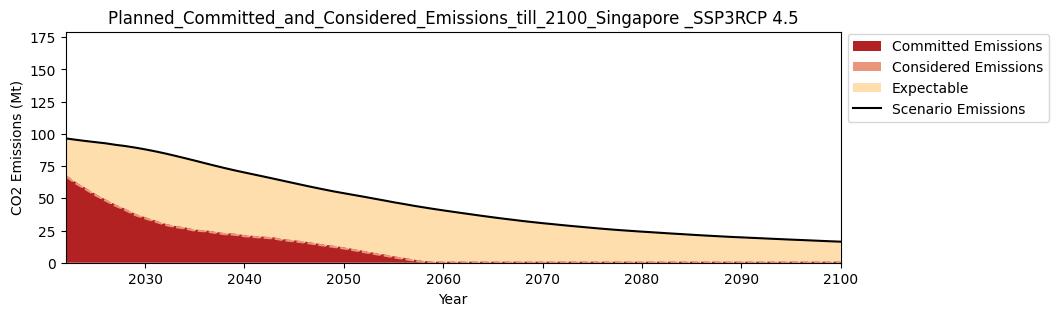 Planned_Committed_and_Considered_Emissions_till_2100_Singapore _SSP3RCP 4.5
175
150
125
100
75
50
25
0
CO2 Emissions (Mt)
2030
2040
2050
2060
2070
2080
2090
2100
Year
Committed Emissions
Considered Emissions
Expectable
Scenario Emissions